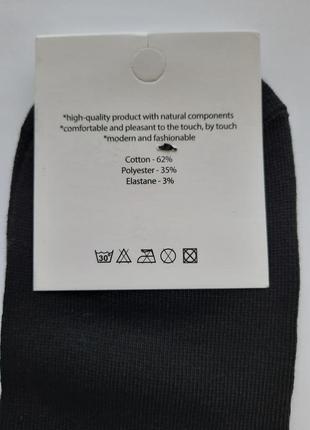 *high-quality product with natural components
*comfortable and pleasant to the touch, by touch
*modern and fashionable
Cotton - 62%
Polyester - 35%
Elastane - 3%
30°